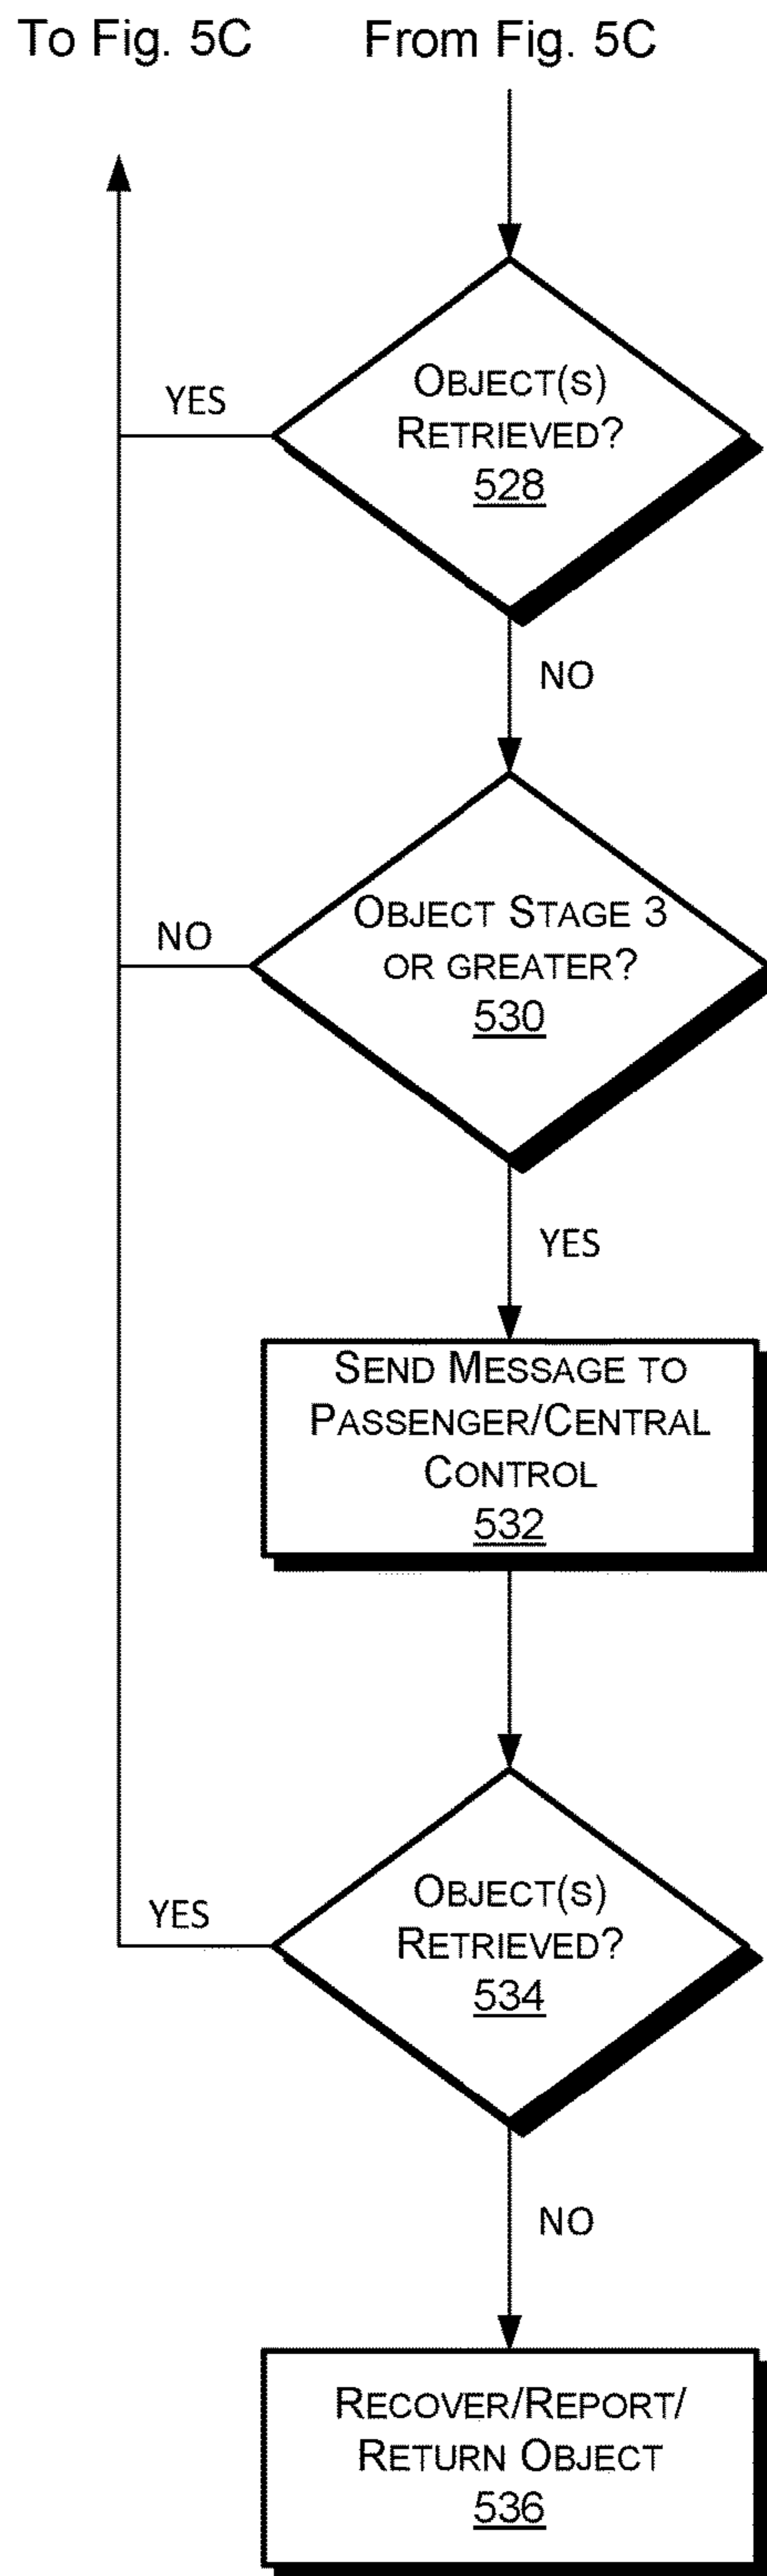 To Fig. 5C
From Fig. 5C
OBJECT(S)
RETRIEVED?
528
YES
NO
OBJECT STAGE 3
OR GREATER?
530
NO
YES
SEND MESSAGE TO
PASSENGER/CENTRAL
CONTROL
532
OBJECT(S)
RETRIEVED?
534
YES
NO
RECOVER/REPORT/
RETURN OBJECT
536